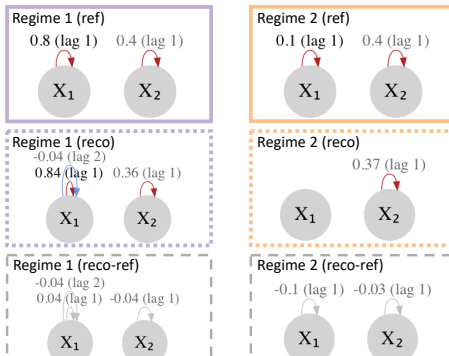 Regime 1 (ref)
0.8 (lag 1) 0.4 (lag 1)
X1 X2
Regime 2 (ref)
0.1 (lag 1) 0.4 (lag 1)
X1 X2
Regime 1 (reco)
-0.04 (lag 2)
0.84 (lag 1) 0.36 (lag 1)
X1 X2
Regime 2 (reco)
0.37 (lag 1)
X1 X2
Regime 1 (reco-ref)
-0.04 (lag 2)
0.04 (lag 1) -0.04 (lag 1)
X1 X2
Regime 2 (reco-ref)
-0.1 (lag 1) -0.03 (lag 1)
X1 X2